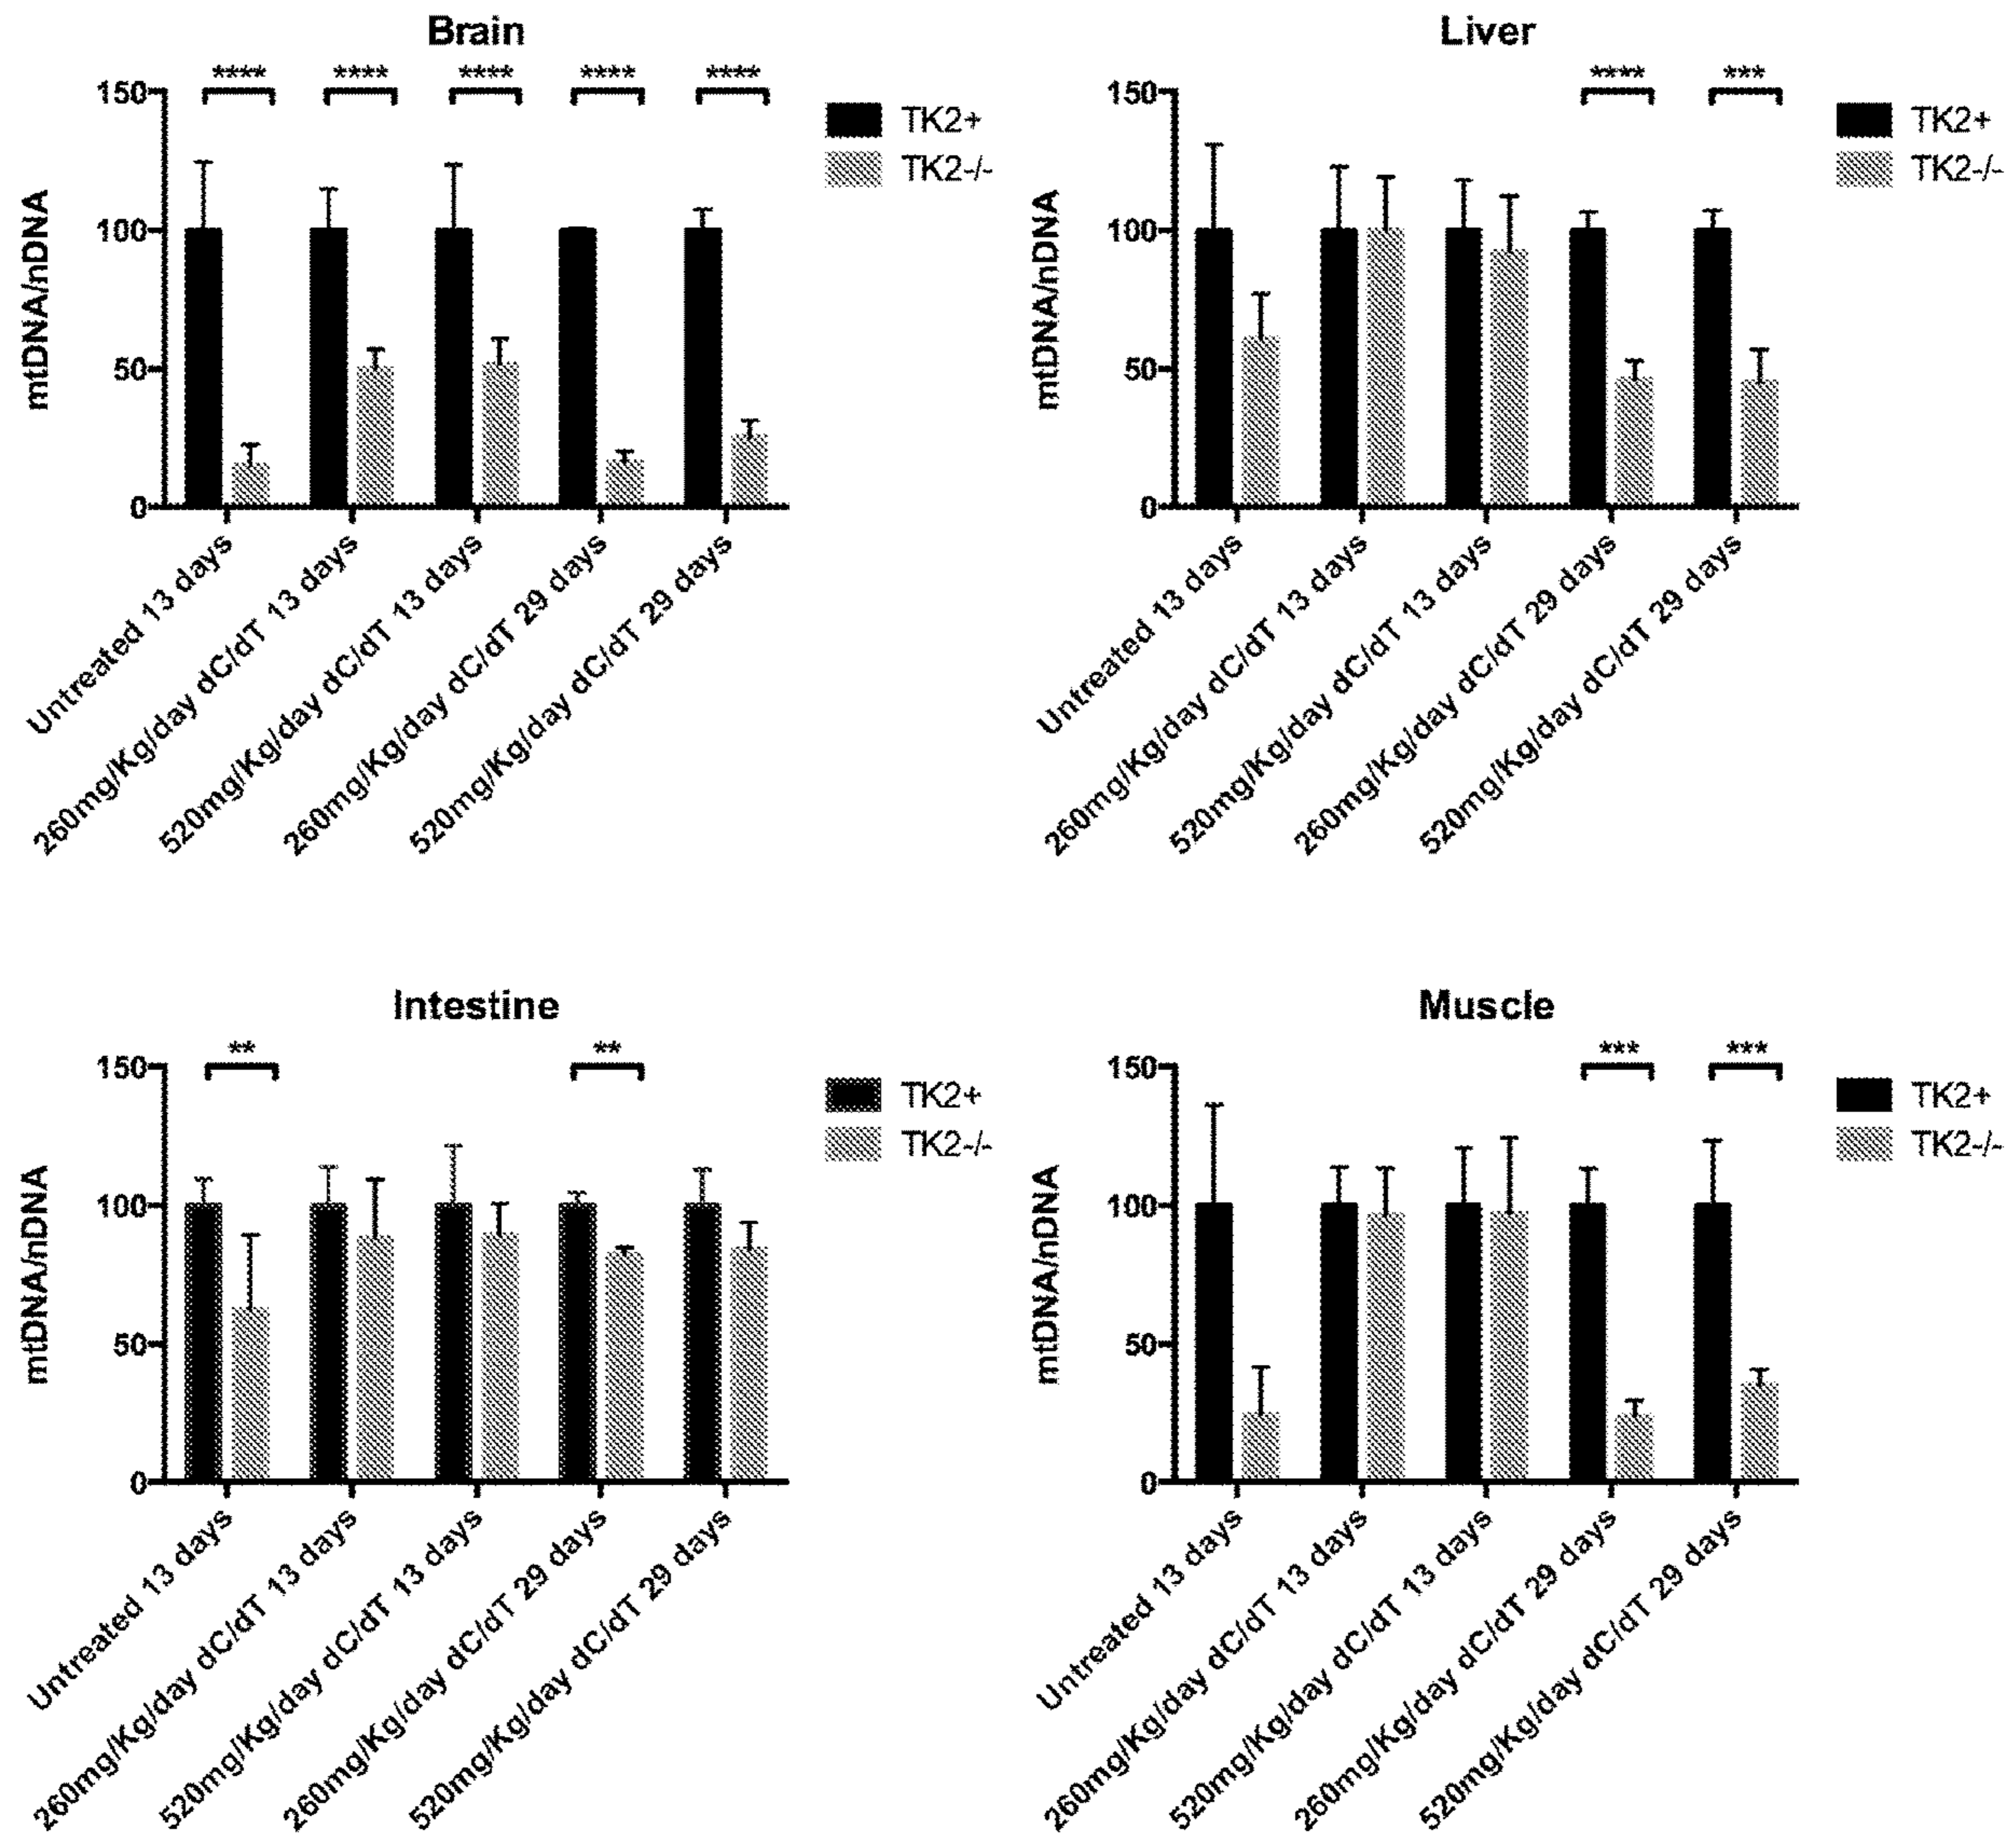 Brain
**** **** **** **** ****
150
100
50
0
mtDNA/nDNA
TK2+
TK2-/-
Untreated 13 days
260mg/Kg/day dC/dT 13 days
520mg/Kg/day dC/dT 13 days
260mg/Kg/day dC/dT 29 days
520mg/Kg/day dC/dT 29 days
Liver
**** ***
150
100
50
0
mtDNA/nDNA
TK2+
TK2-/-
Untreated 13 days
260mg/Kg/day dC/dT 13 days
520mg/Kg/day dC/dT 13 days
260mg/Kg/day dC/dT 29 days
520mg/Kg/day dC/dT 29 days
Intestine
** **
150
100
50
0
mtDNA/nDNA
TK2+
TK2-/-
Untreated 13 days
260mg/Kg/day dC/dT 13 days
520mg/Kg/day dC/dT 13 days
260mg/Kg/day dC/dT 29 days
520mg/Kg/day dC/dT 29 days
Muscle
*** ***
150
100
50
0
mtDNA/nDNA
TK2+
TK2-/-
Untreated 13 days
260mg/Kg/day dC/dT 13 days
520mg/Kg/day dC/dT 13 days
260mg/Kg/day dC/dT 29 days
520mg/Kg/day dC/dT 29 days